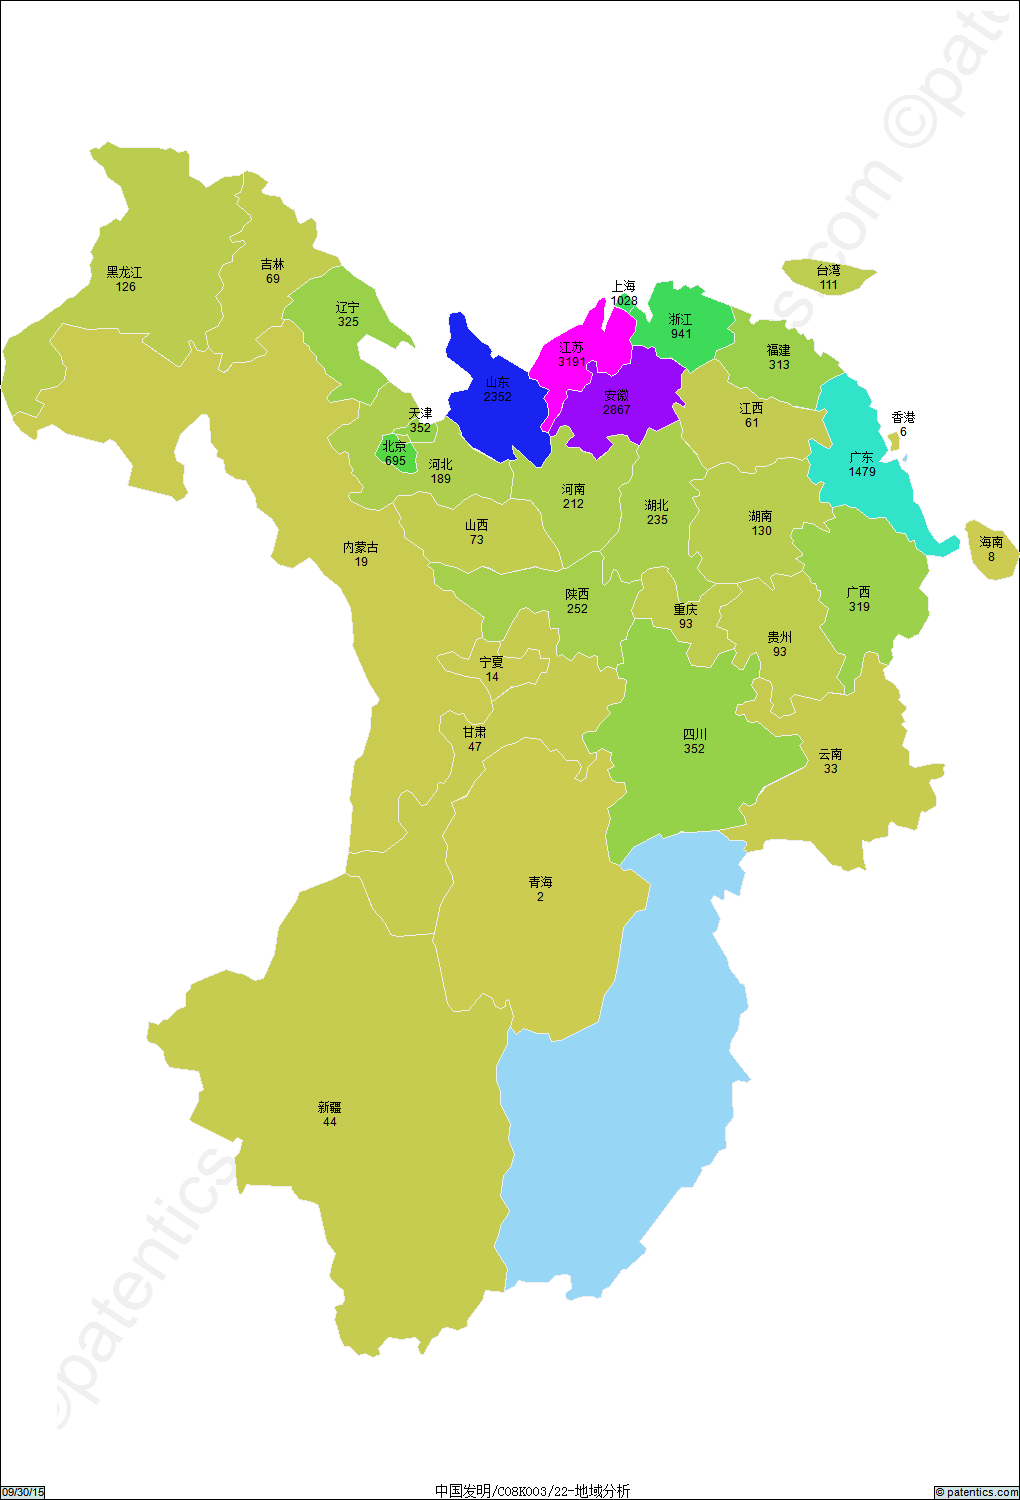 ©patentics.com ©patentics
黑龙江
126
吉林
69
辽宁
325
上海
1028
台湾
111
浙江
941
江苏
3191
福建
313
山东
2352
安徽
2867
江西
61
天津
352
香港
6
北京
695
河北
189
广东
1479
河南
212
湖北
235
湖南
130
山西
73
内蒙古
19
海南
8
陕西
252
广西
319
重庆
93
贵州
93
宁夏
14
甘肃
47
四川
352
云南
33
青海
2
新疆
44
09/30/15
中国发明/C08K003/22-地域分析
© patentics.com